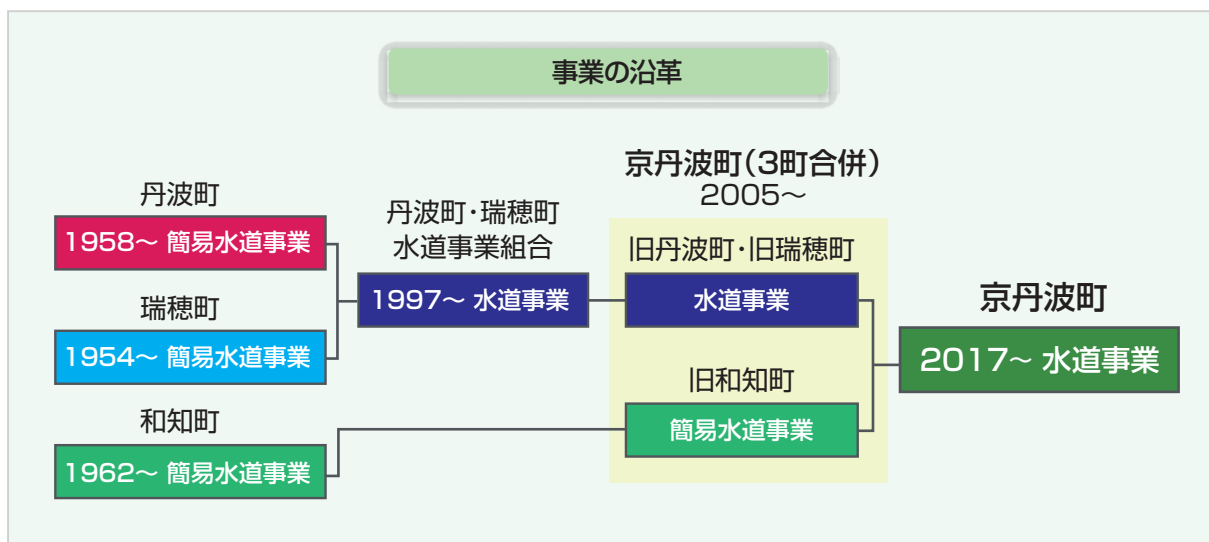 事業の沿革
丹波町
1958〜 簡易水道事業
瑞穂町
1954〜 簡易水道事業
和知町
1962〜 簡易水道事業
丹波町・瑞穂町
水道事業組合
1997〜 水道事業
京丹波町(3町合併)
2005〜
旧丹波町・旧瑞穂町
水道事業
旧和知町
簡易水道事業
京丹波町
2017〜 水道事業